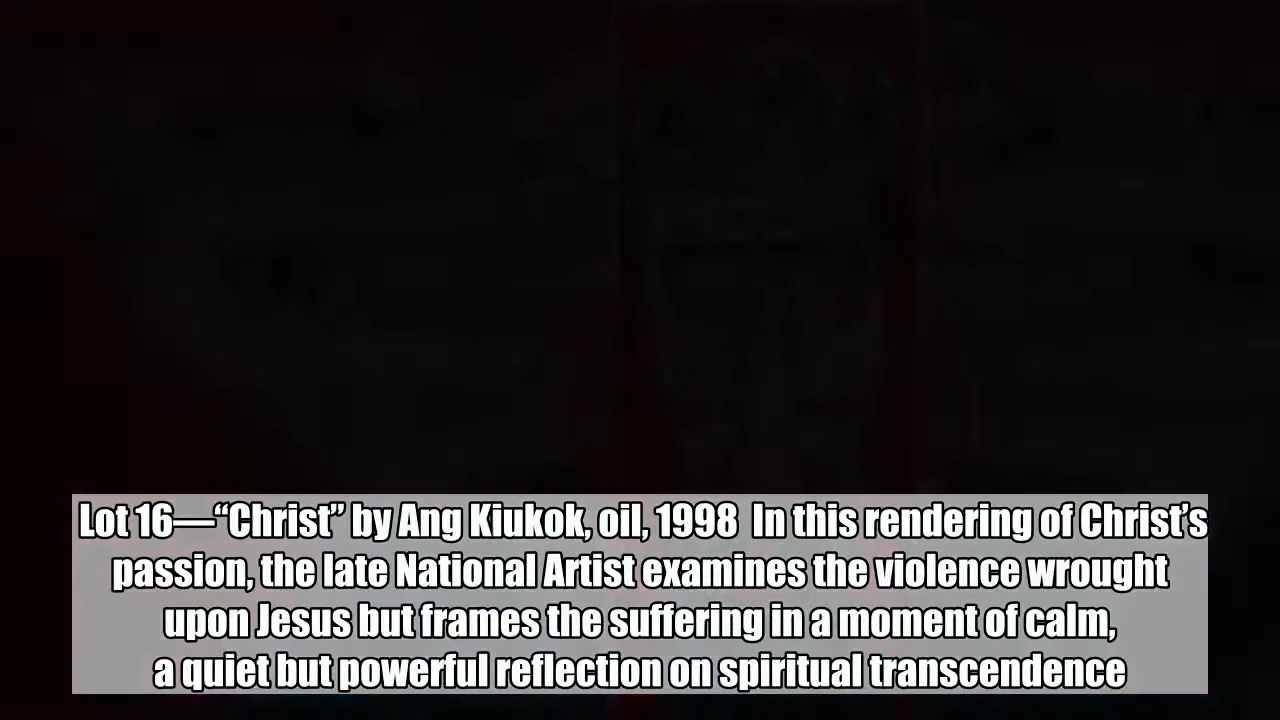 Lot 16—“Christ” by Ang Kiukok, oil, 1998  In this rendering of Christ’s
passion, the late National Artist examines the violence wrought
upon Jesus but frames the suffering in a moment of calm,
a quiet but powerful reflection on spiritual transcendence